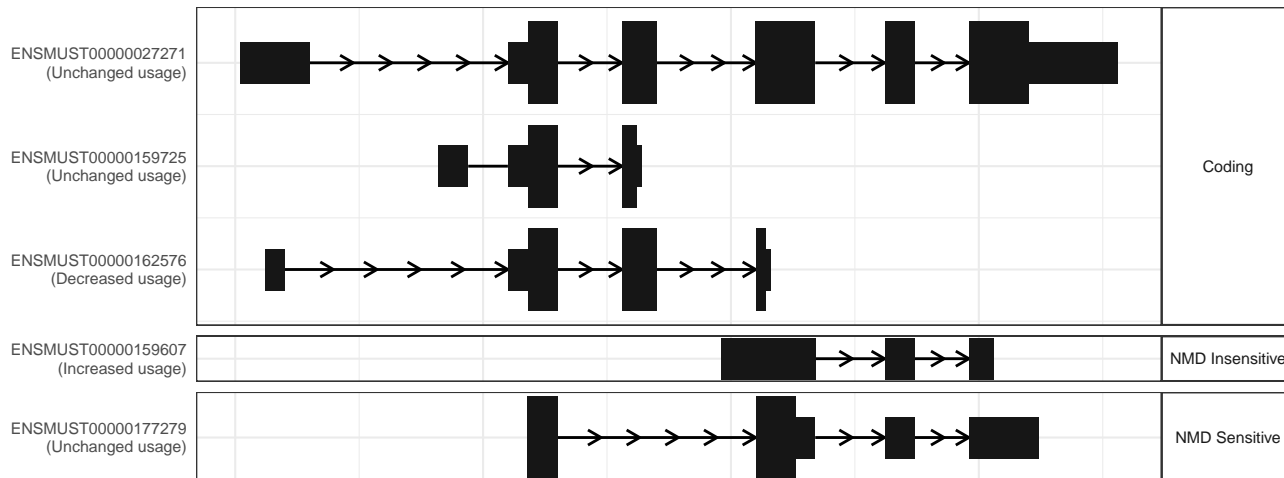 ENSMUST00000027271
(Unchanged usage)
ENSMUST00000159725
(Unchanged usage)
Coding
ENSMUST00000162576
(Decreased usage)
ENSMUST00000159607
(Increased usage)
NMD Insensitive
ENSMUST00000177279
(Unchanged usage)
NMD Sensitive